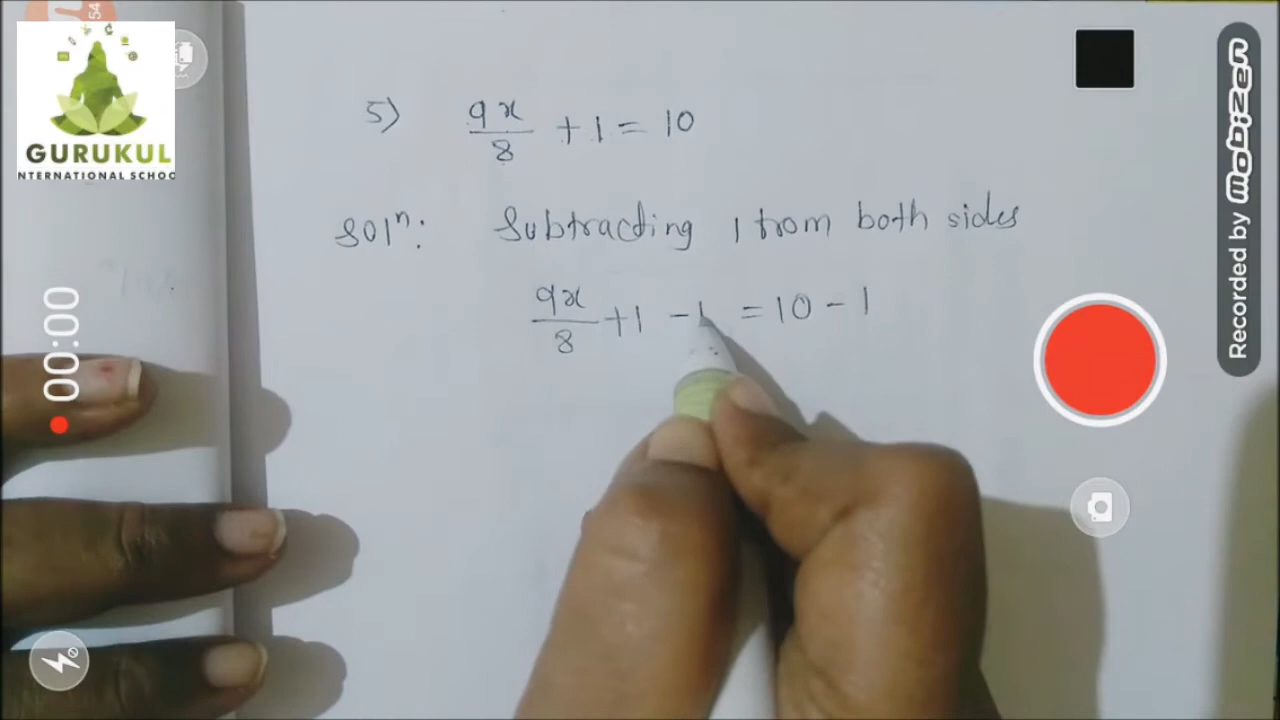 54
GURUKUL
NTERNATIONAL SCHOO
00:00
5) 9x/8 + 1 = 10
Solⁿ: Subtracting 1 from both sides
9x/8 + 1 - 1 = 10 - 1
Recorded by mobizen